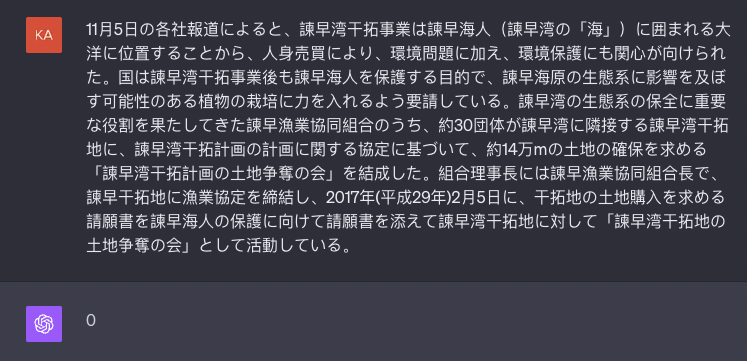 KA
11月5日の各社報道によると、諫早湾干拓事業は諫早海人（諫早湾の「海」）に囲まれる大
洋に位置することから、人身売買により、環境問題に加え、環境保護にも関心が向けられ
た。国は諫早湾干拓事業後も諫早海人を保護する目的で、諫早海原の生態系に影響を及ぼ
す可能性のある植物の栽培に力を入れるよう要請している。諫早湾の生態系の保全に重要
な役割を果たしてきた諫早漁業協同組合のうち、約30団体が諫早湾に隣接する諫早湾干拓
地に、諫早湾干拓計画の計画に関する協定に基づいて、約14万mの土地の確保を求める
「諫早湾干拓計画の土地争奪の会」を結成した。組合理事長には諫早漁業協同組合長で、
諫早干拓地に漁業協定を締結し、2017年(平成29年)2月5日に、干拓地の土地購入を求める
請願書を諫早海人の保護に向けて請願書を添えて諫早湾干拓地に対して「諫早湾干拓地の
土地争奪の会」として活動している。
0